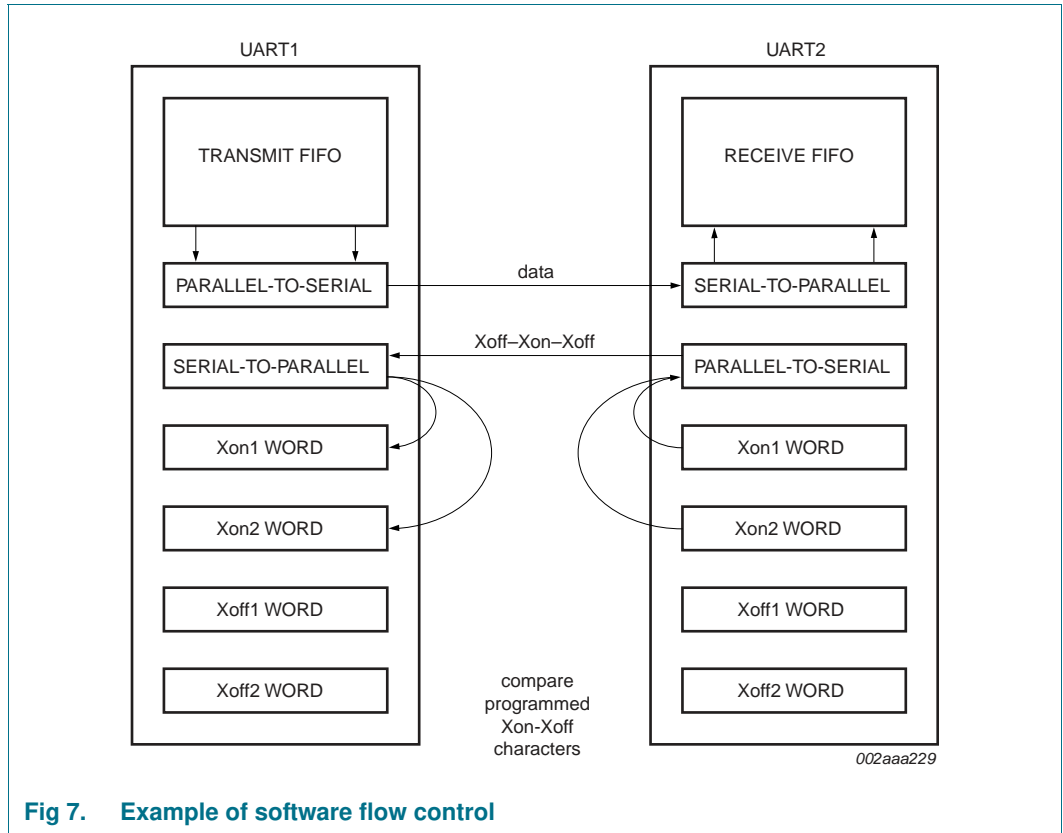 UART1
UART2
TRANSMIT FIFO
RECEIVE FIFO
PARALLEL-TO-SERIAL
data
SERIAL-TO-PARALLEL
Xoff–Xon–Xoff
SERIAL-TO-PARALLEL
PARALLEL-TO-SERIAL
Xon1 WORD
Xon1 WORD
Xon2 WORD
Xon2 WORD
Xoff1 WORD
Xoff1 WORD
Xoff2 WORD
Xoff2 WORD
compare
programmed
Xon-Xoff
characters
002aaa229
Fig 7. Example of software flow control